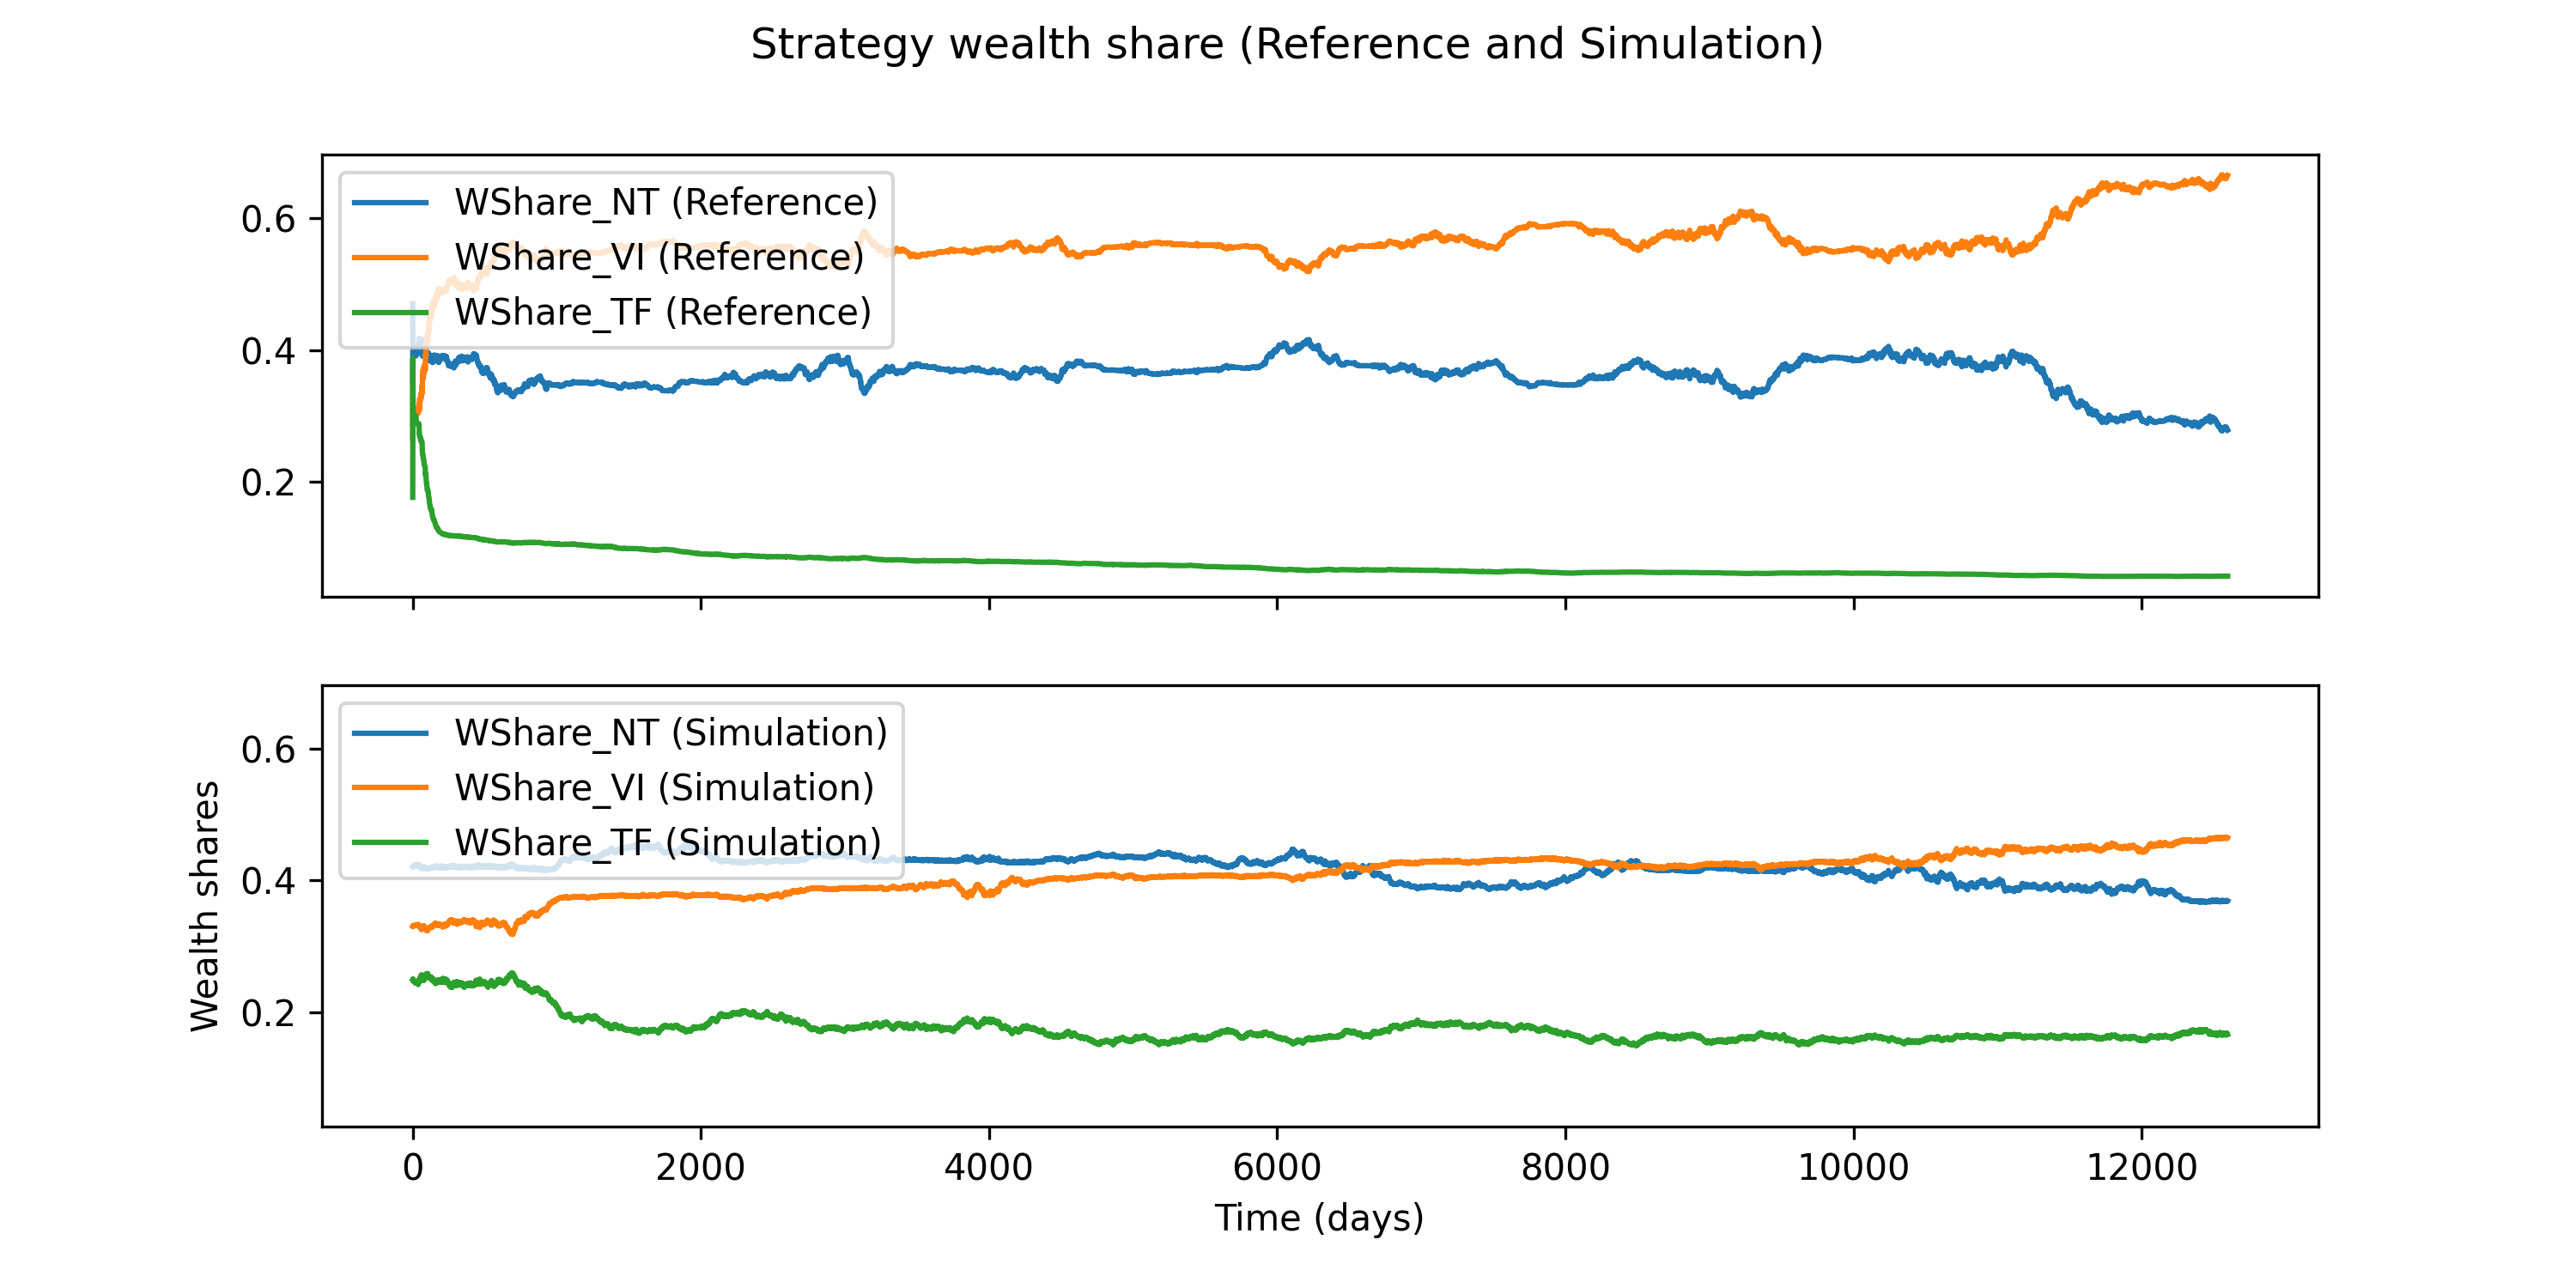 Strategy wealth share (Reference and Simulation)
WShare_NT (Reference)
WShare_VI (Reference)
WShare_TF (Reference)
0.6
0.4
0.2
WShare_NT (Simulation)
WShare_VI (Simulation)
WShare_TF (Simulation)
0.6
0.4
0.2
Wealth shares
0 2000 4000 6000 8000 10000 12000
Time (days)